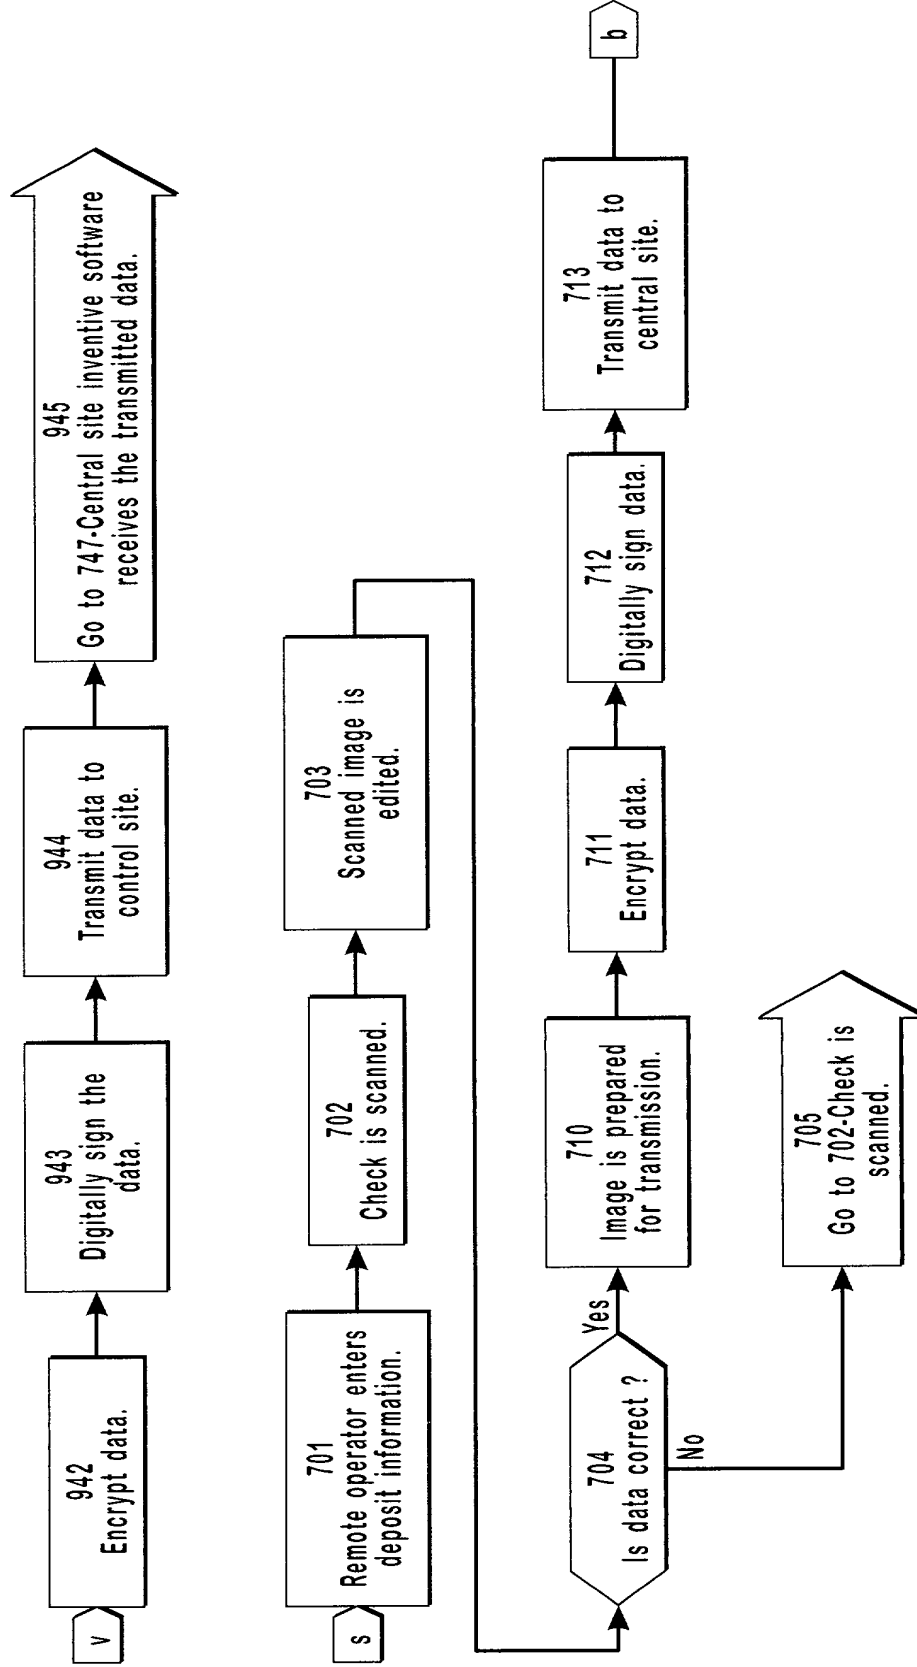 v
942
Encrypt data.
943
Digitally sign the
data.
944
Transmit data to
control site.
945
Go to 747-Central site inventive software
receives the transmitted data.
s
701
Remote operator enters
deposit information.
702
Check is scanned.
703
Scanned image is
edited.
704
Is data correct ?
Yes
No
710
Image is prepared
for transmission.
711
Encrypt data.
712
Digitally sign data.
713
Transmit data to
central site.
b
705
Go to 702-Check is
scanned.